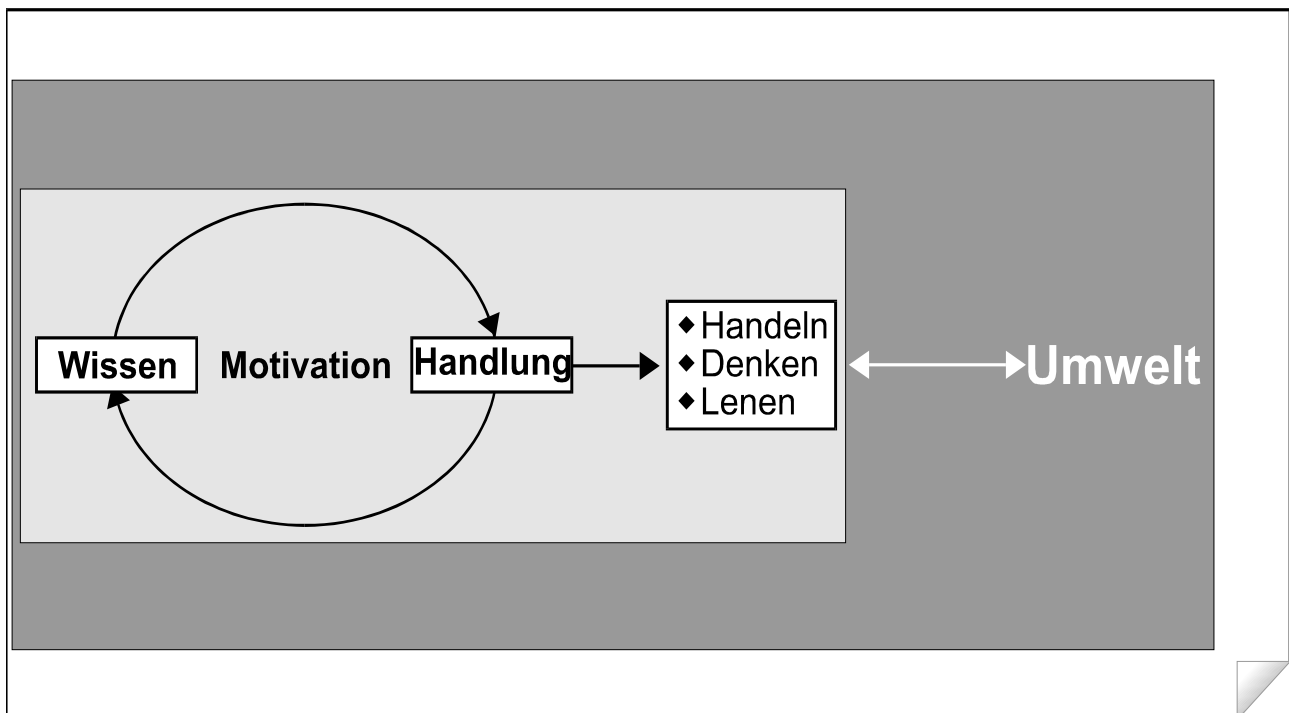 Wissen
Motivation
Handlung
◆ Handeln
◆ Denken
◆ Lenen
Umwelt